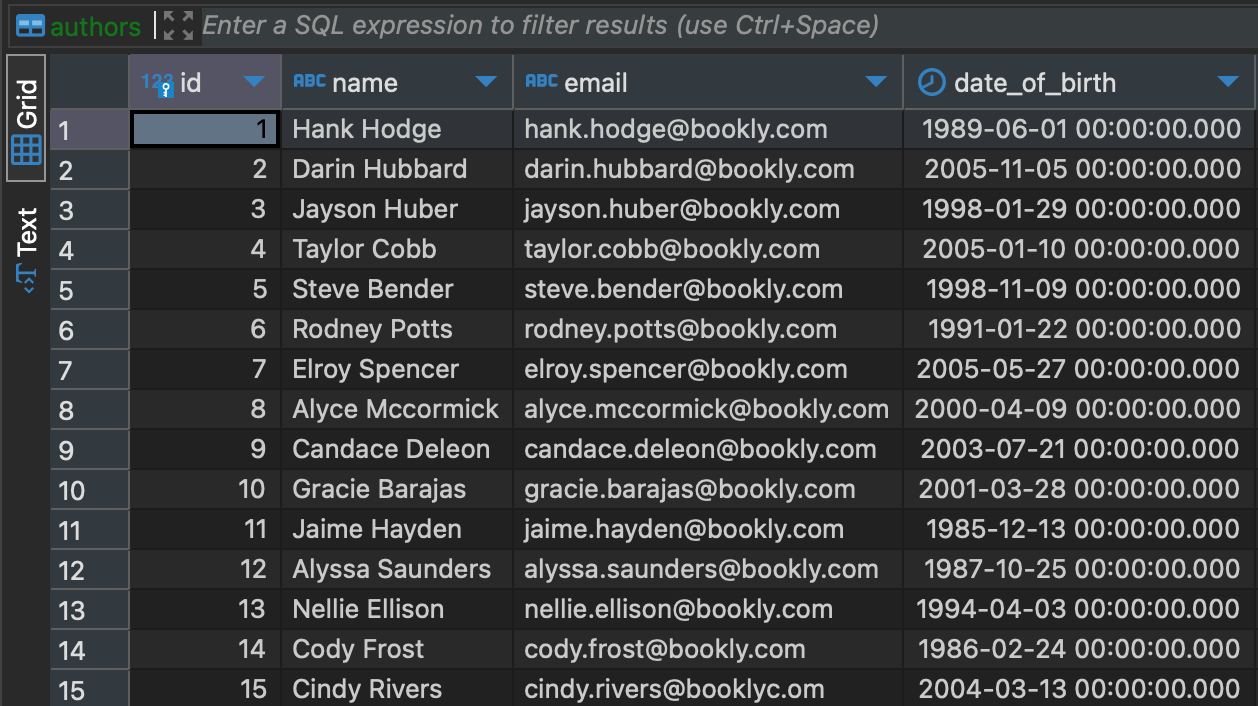 authors Enter a SQL expression to filter results (use Ctrl+Space)
Grid
Text
123 id ABC name ABC email date_of_birth
1 1 Hank Hodge hank.hodge@bookly.com 1989-06-01 00:00:00.000
2 2 Darin Hubbard darin.hubbard@bookly.com 2005-11-05 00:00:00.000
3 3 Jayson Huber jayson.huber@bookly.com 1998-01-29 00:00:00.000
4 4 Taylor Cobb taylor.cobb@bookly.com 2005-01-10 00:00:00.000
5 5 Steve Bender steve.bender@bookly.com 1998-11-09 00:00:00.000
6 6 Rodney Potts rodney.potts@bookly.com 1991-01-22 00:00:00.000
7 7 Elroy Spencer elroy.spencer@bookly.com 2005-05-27 00:00:00.000
8 8 Alyce Mccormick alyce.mccormick@bookly.com 2000-04-09 00:00:00.000
9 9 Candace Deleon candace.deleon@bookly.com 2003-07-21 00:00:00.000
10 10 Gracie Barajas gracie.barajas@bookly.com 2001-03-28 00:00:00.000
11 11 Jaime Hayden jaime.hayden@bookly.com 1985-12-13 00:00:00.000
12 12 Alyssa Saunders alyssa.saunders@bookly.com 1987-10-25 00:00:00.000
13 13 Nellie Ellison nellie.ellison@bookly.com 1994-04-03 00:00:00.000
14 14 Cody Frost cody.frost@bookly.com 1986-02-24 00:00:00.000
15 15 Cindy Rivers cindy.rivers@booklyc.om 2004-03-13 00:00:00.000